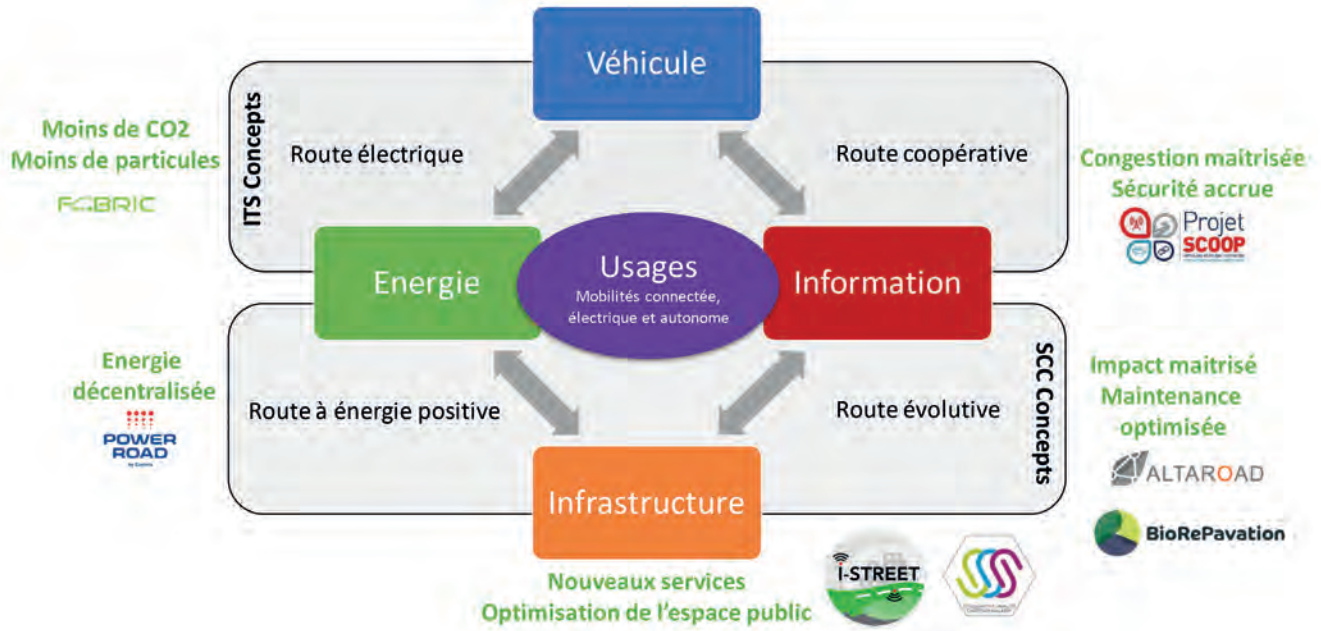 Véhicule
ITS Concepts
Moins de CO2
Moins de particules
FABRIC
Route électrique
Route coopérative
Congestion maitrisée
Sécurité accrue
Projet
SCOOP
Energie
Usages
Mobilités connectée,
électrique et autonome
Information
SCC Concepts
Energie
décentralisée
POWER
ROAD
Route à énergie positive
Route évolutive
Impact maitrisé
Maintenance
optimisée
ALTAROAD
Infrastructure
BioRePavation
Nouveaux services
Optimisation de l'espace public
i-STREET